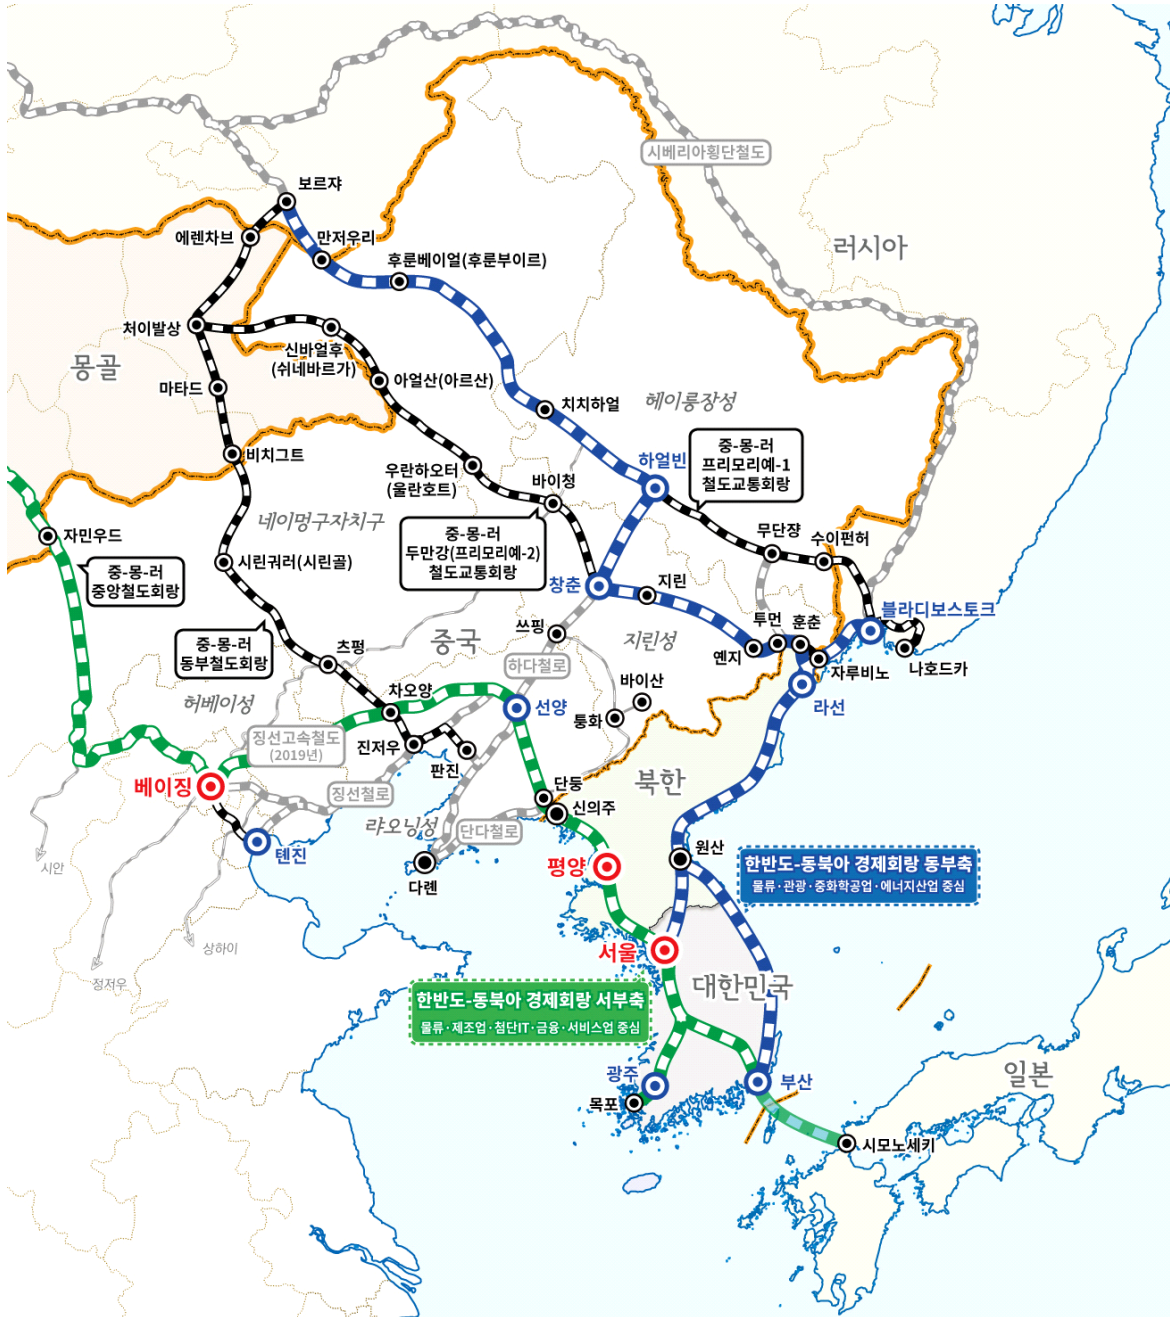 시베리아횡단철도
보르쟈
러시아
에렌차브
만저우리
후룬베이얼(후룬부이르)
처이발상
몽골
신바얼후
(쉬네바르가)
아얼산(아르산)
마타드
치치하얼
헤이룽장성
비치그트
우란하오터
(울란호트)
바이청
하얼빈
중-몽-러
프리모리예-1
철도교통회랑
네이멍구자치구
자민우드
중-몽-러
두만강(프리모리예-2)
철도교통회랑
무단쟝
수이펀허
시린궈러(시린골)
중-몽-러
중앙철도회랑
창춘
지린
블라디보스토크
중-몽-러
동부철도회랑
츠펑
중국
쓰핑
지린성
투먼
훈춘
옌지
자루비노
나호드카
하다철로
허베이성
차오양
선양
바이산
통화
라선
징선고속철도
(2019년)
진저우
판진
베이징
징선철로
단둥
신의주
북한
랴오닝성
단다철로
톈진
시안
다롄
평양
원산
한반도-동북아 경제회랑 동부축
물류·관광·중화학공업·에너지산업 중심
상하이
정저우
서울
대한민국
한반도-동북아 경제회랑 서부축
물류·제조업·첨단IT·금융·서비스업 중심
광주
목포
부산
일본
시모노세키